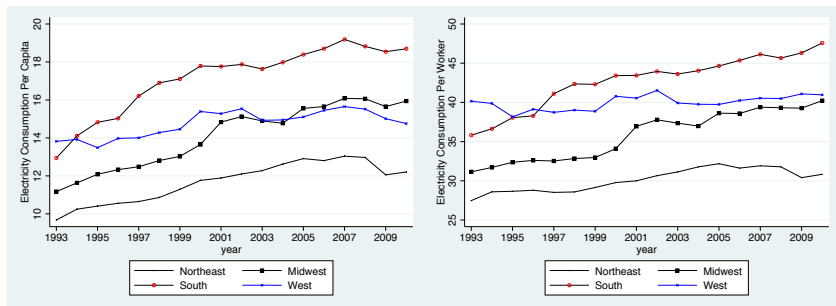 Electricity Consumption Per Capita
20
18
16
14
12
10
1993 1995 1997 1999 2001 2003 2005 2007 2009
year
Northeast Midwest
South West
Electricity Consumption Per Worker
50
45
40
35
30
25
1993 1995 1997 1999 2001 2003 2005 2007 2009
year
Northeast Midwest
South West